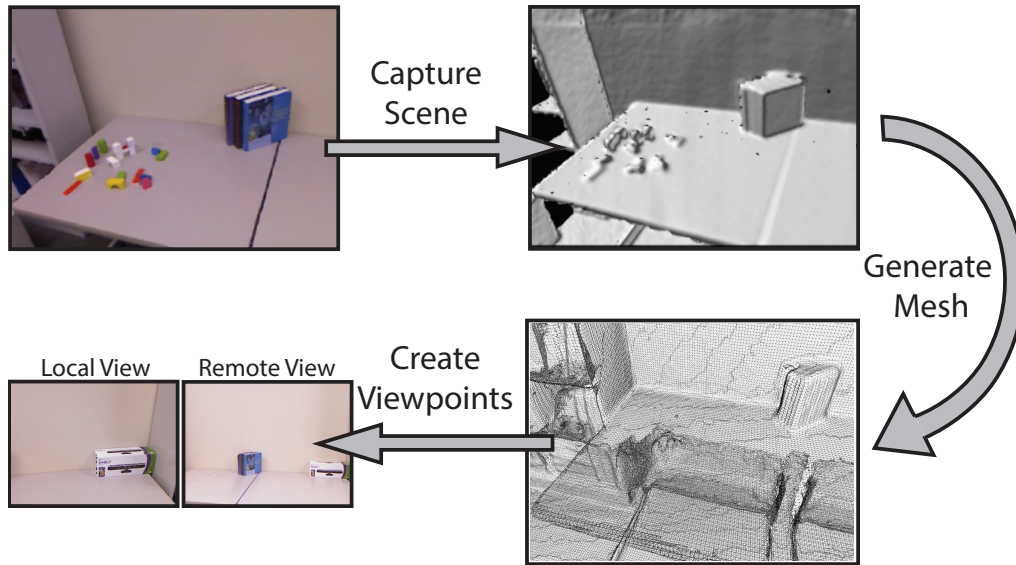 Capture
Scene
Generate
Mesh
Create
Viewpoints
Local View
Remote View